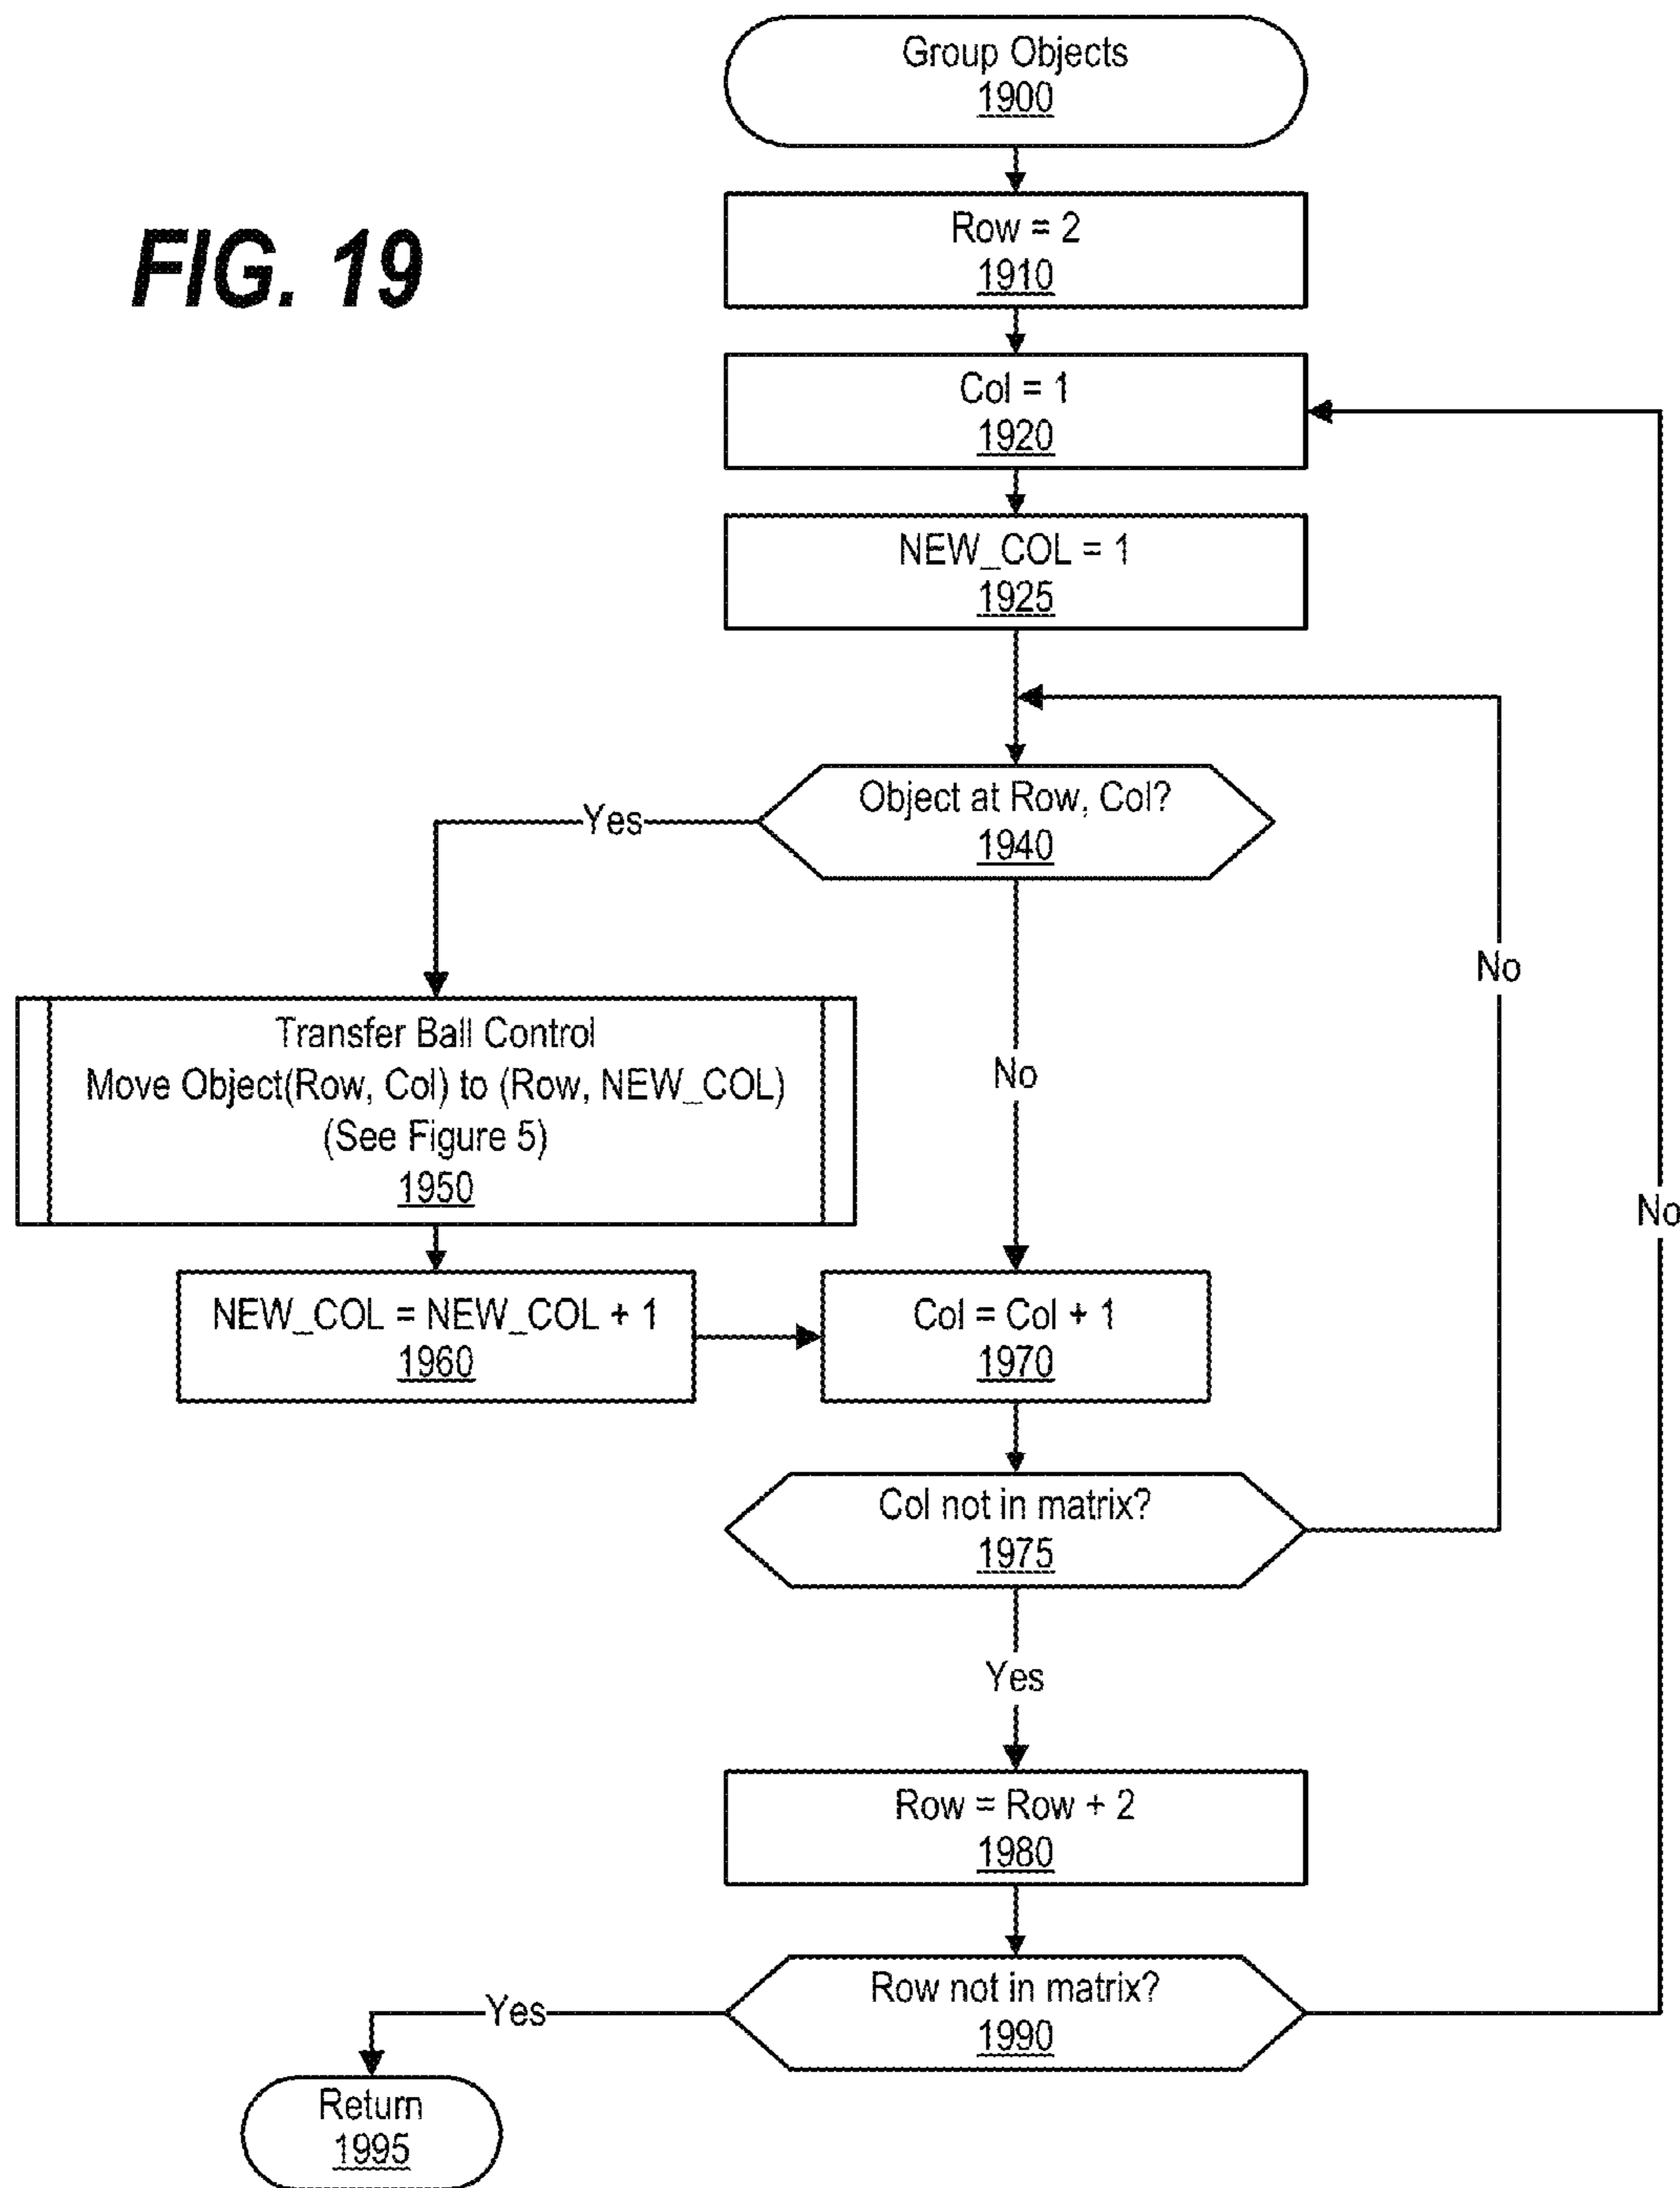 FIG. 19
Group Objects
1900
Row = 2
1910
Col = 1
1920
NEW_COL = 1
1925
Object at Row, Col?
1940
Yes
No
No
Transfer Ball Control
Move Object(Row, Col) to (Row, NEW_COL)
(See Figure 5)
1950
No
NEW_COL = NEW_COL + 1
1960
Col = Col + 1
1970
Col not in matrix?
1975
Yes
Row = Row + 2
1980
Row not in matrix?
1990
Yes
Return
1995